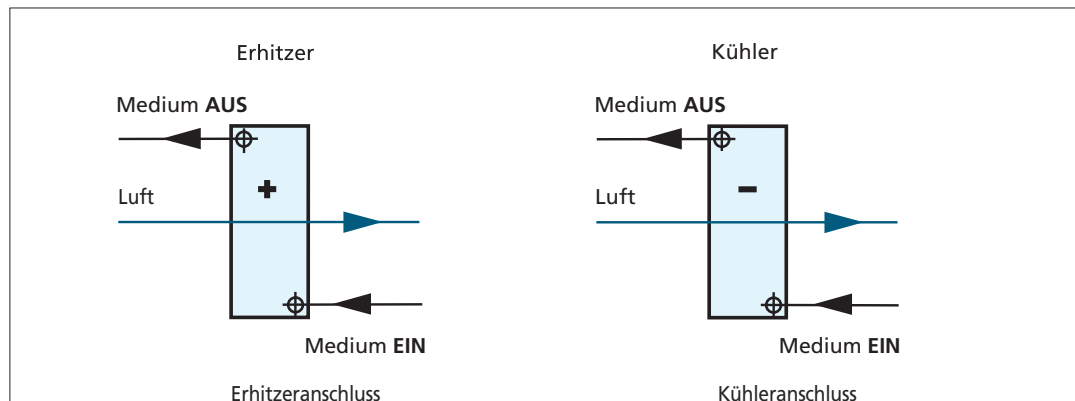 Erhitzer
Medium AUS
+
Luft
Medium EIN
Erhitzeranschluss
Kühler
Medium AUS
–
Luft
Medium EIN
Kühleranschluss